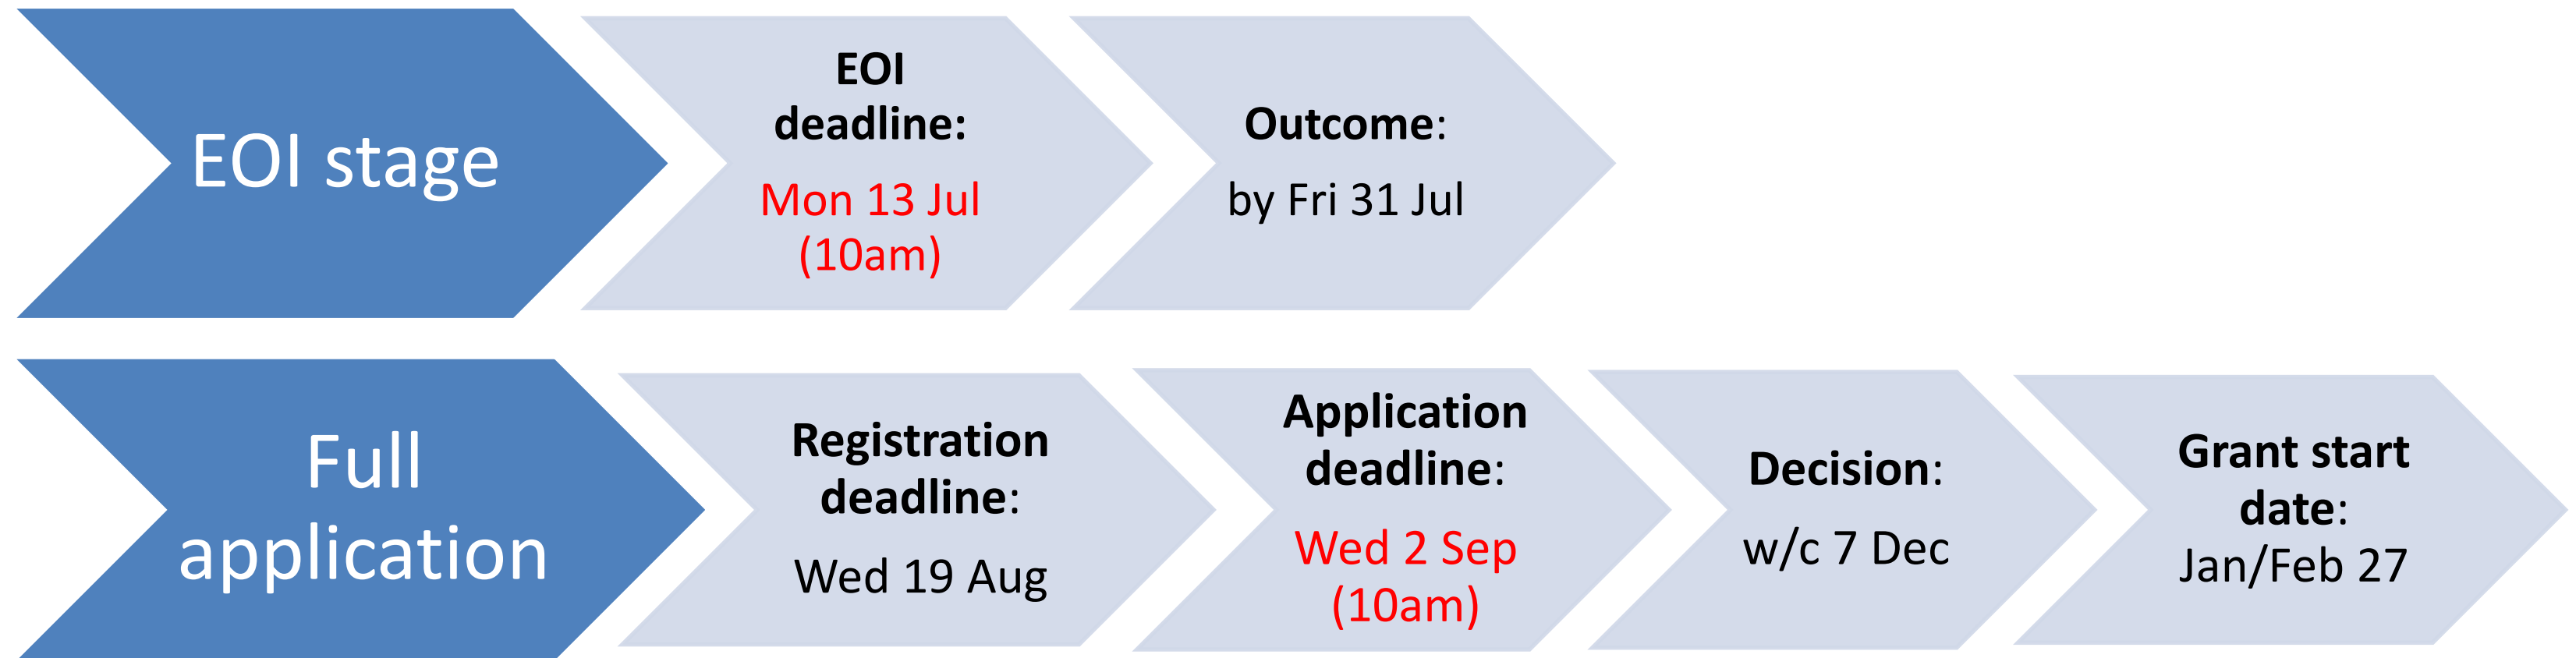 EOI stage
EOI
deadline:
Mon 13 Jul
(10am)
Outcome:
by Fri 31 Jul
Full
application
Registration
deadline:
Wed 19 Aug
Application
deadline:
Wed 2 Sep
(10am)
Decision:
w/c 7 Dec
Grant start
date:
Jan/Feb 27